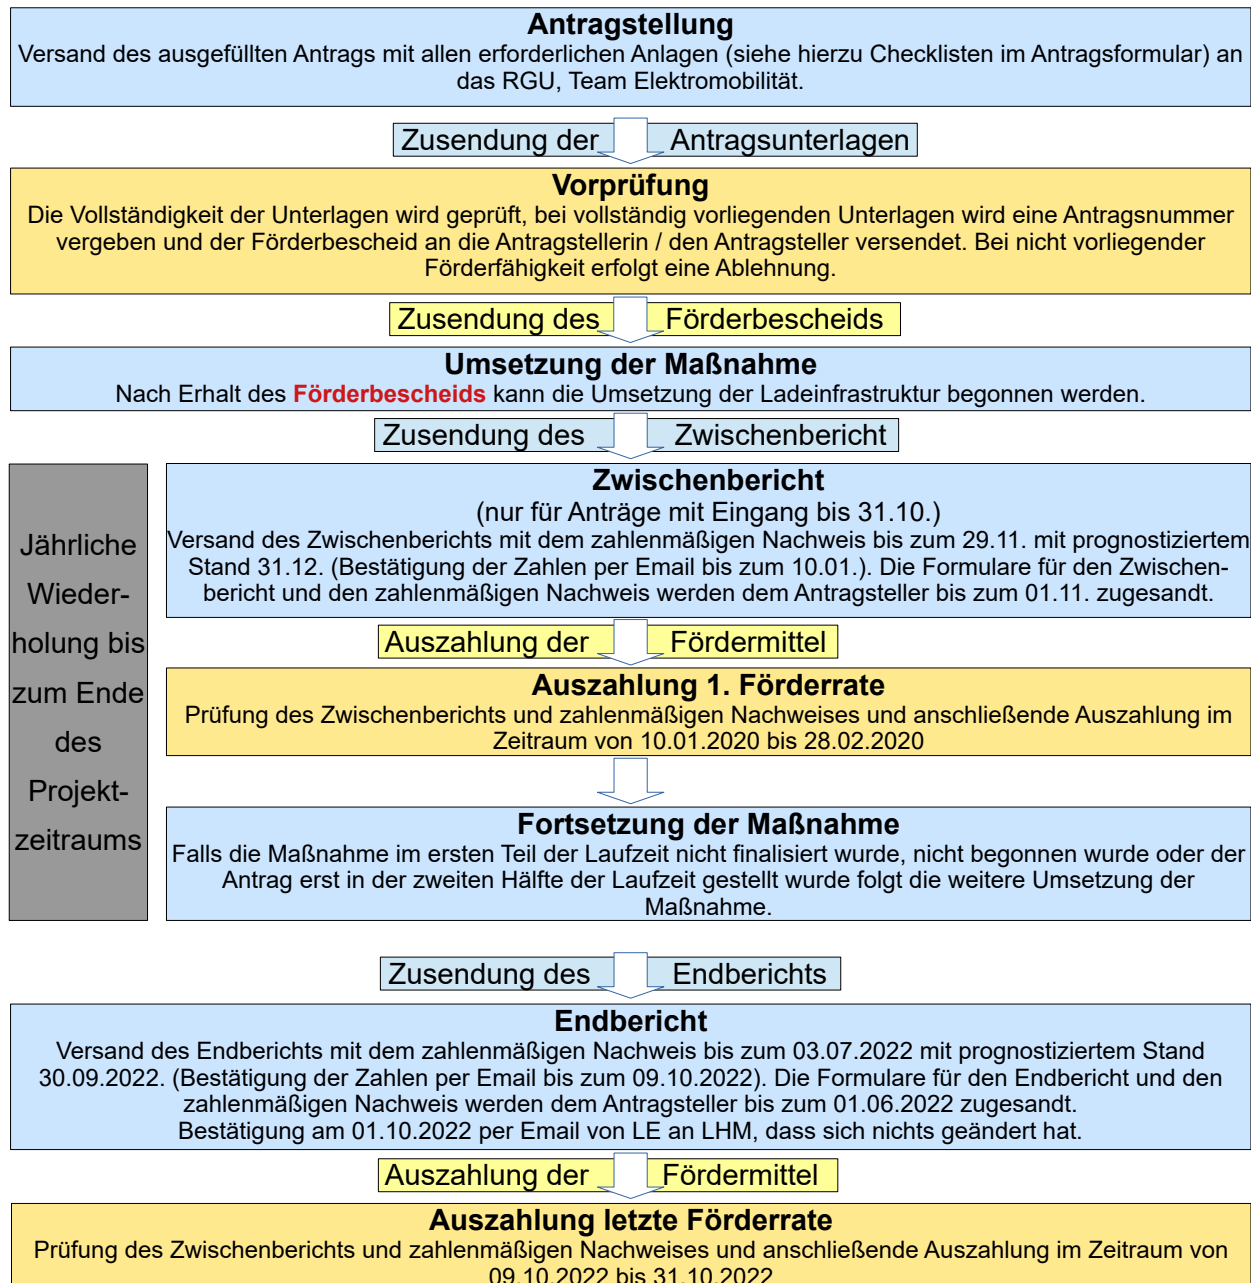 Antragstellung
Versand des ausgefüllten Antrags mit allen erforderlichen Anlagen (siehe hierzu Checklisten im Antragsformular) an
das RGU, Team Elektromobilität.
Zusendung der Antragsunterlagen
Vorprüfung
Die Vollständigkeit der Unterlagen wird geprüft, bei vollständig vorliegenden Unterlagen wird eine Antragsnummer
vergeben und der Förderbescheid an die Antragstellerin / den Antragsteller versendet. Bei nicht vorliegender
Förderfähigkeit erfolgt eine Ablehnung.
Zusendung des Förderbescheids
Umsetzung der Maßnahme
Nach Erhalt des Förderbescheids kann die Umsetzung der Ladeinfrastruktur begonnen werden.
Zusendung des Zwischenbericht
Jährliche
Wieder-
holung bis
zum Ende
des
Projekt-
zeitraums
Zwischenbericht
(nur für Anträge mit Eingang bis 31.10.)
Versand des Zwischenberichts mit dem zahlenmäßigen Nachweis bis zum 29.11. mit prognostiziertem
Stand 31.12. (Bestätigung der Zahlen per Email bis zum 10.01.). Die Formulare für den Zwischen-
bericht und den zahlenmäßigen Nachweis werden dem Antragsteller bis zum 01.11. zugesandt.
Auszahlung der Fördermittel
Auszahlung 1. Förderrate
Prüfung des Zwischenberichts und zahlenmäßigen Nachweises und anschließende Auszahlung im
Zeitraum von 10.01.2020 bis 28.02.2020
Fortsetzung der Maßnahme
Falls die Maßnahme im ersten Teil der Laufzeit nicht finalisiert wurde, nicht begonnen wurde oder der
Antrag erst in der zweiten Hälfte der Laufzeit gestellt wurde folgt die weitere Umsetzung der
Maßnahme.
Zusendung des Endberichts
Endbericht
Versand des Endberichts mit dem zahlenmäßigen Nachweis bis zum 03.07.2022 mit prognostiziertem Stand
30.09.2022. (Bestätigung der Zahlen per Email bis zum 09.10.2022). Die Formulare für den Endbericht und den
zahlenmäßigen Nachweis werden dem Antragsteller bis zum 01.06.2022 zugesandt.
Bestätigung am 01.10.2022 per Email von LE an LHM, dass sich nichts geändert hat.
Auszahlung der Fördermittel
Auszahlung letzte Förderrate
Prüfung des Zwischenberichts und zahlenmäßigen Nachweises und anschließende Auszahlung im Zeitraum von
09.10.2022 bis 31.10.2022